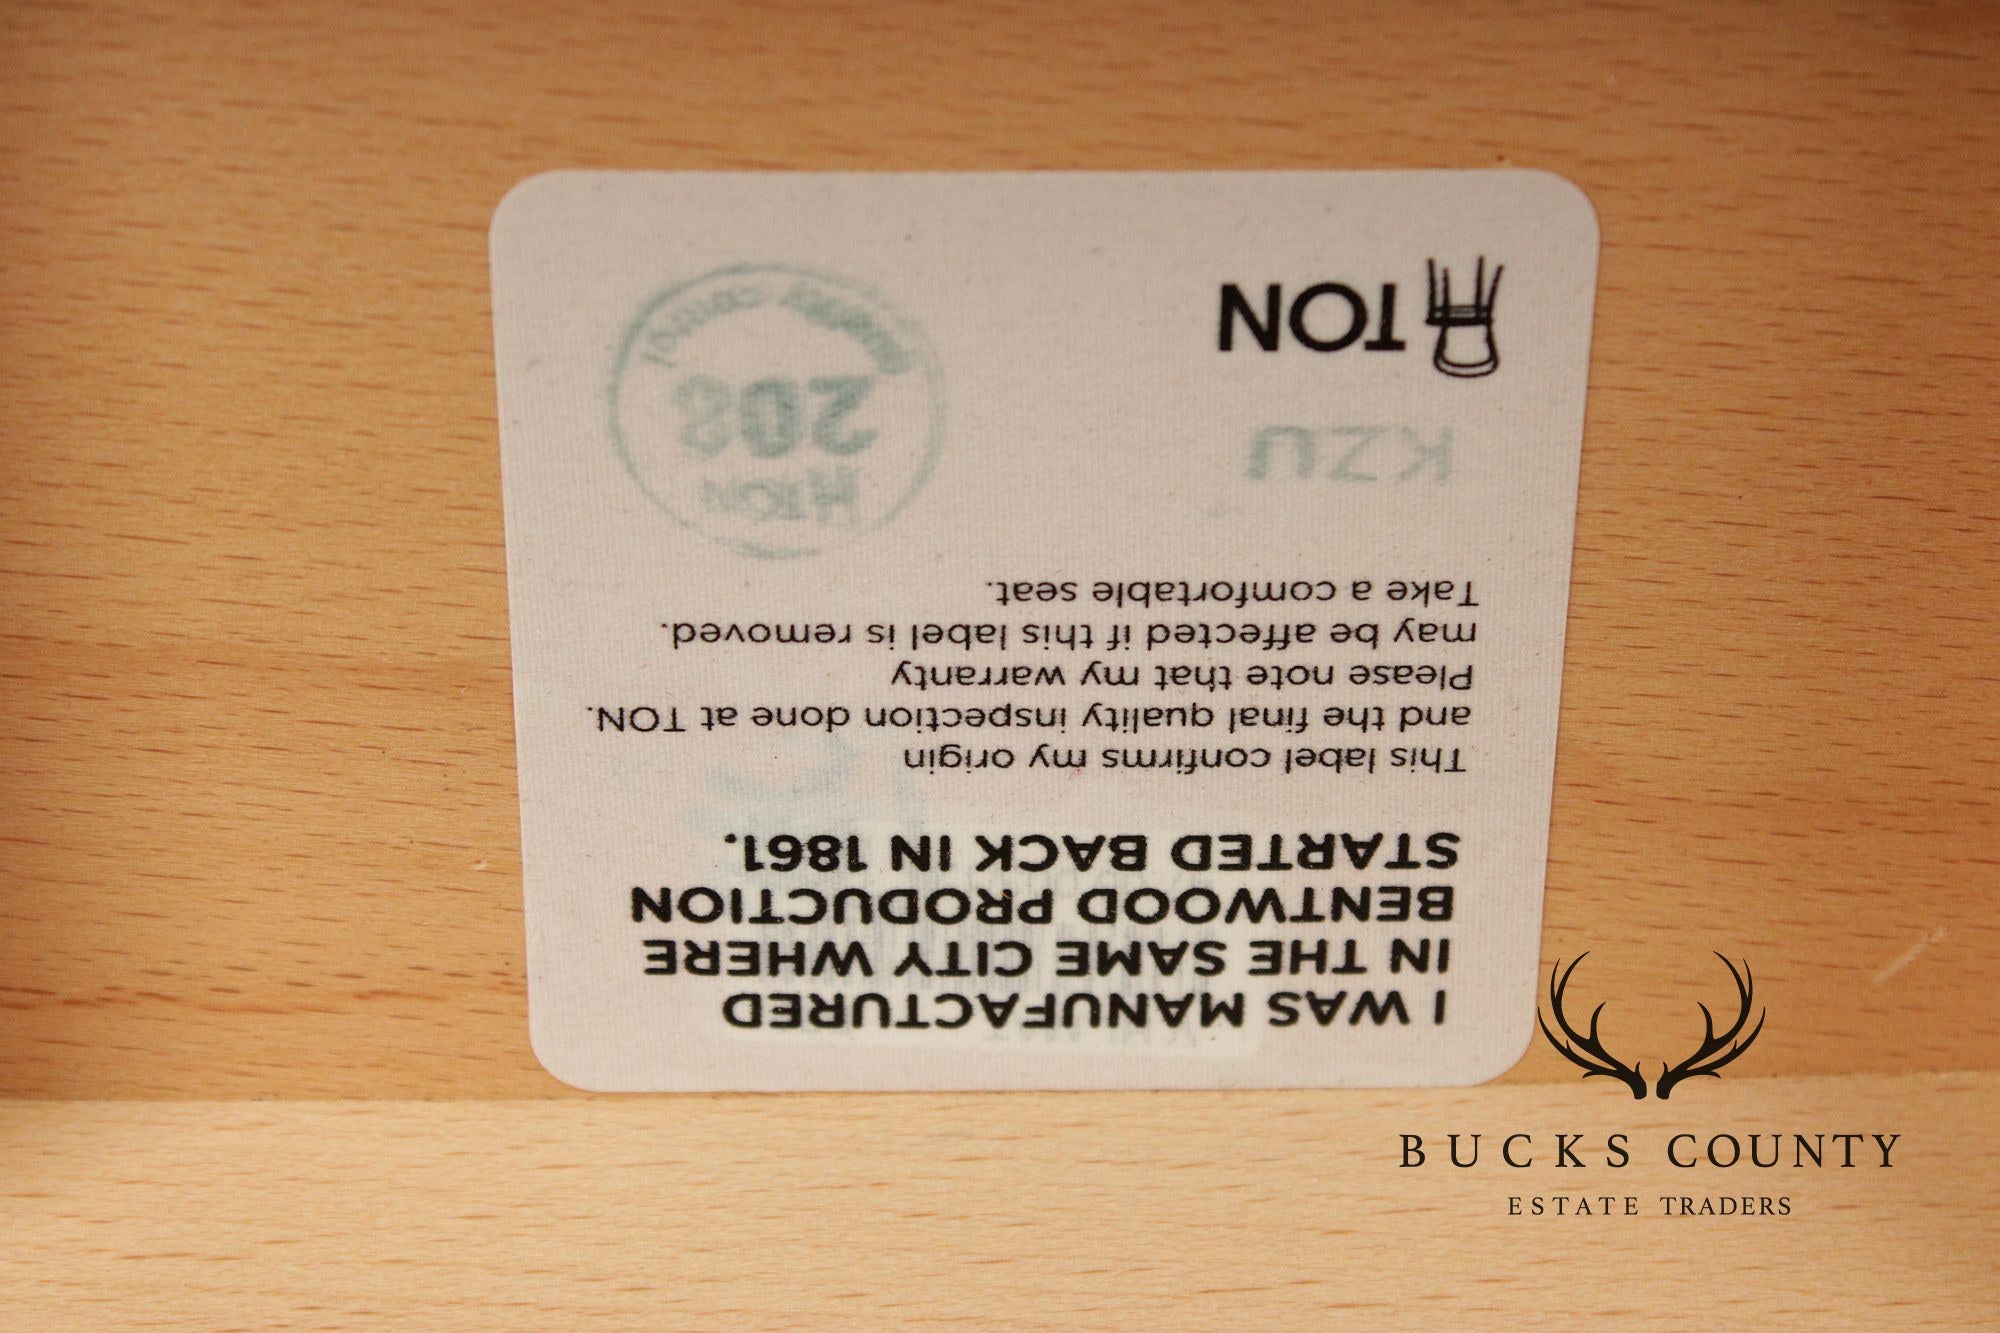 I WAS MANUFACTURED
IN THE SAME CITY WHERE
BENTWOOD PRODUCTION
STARTED BACK IN 1861.
This label confirms my origin
and the final quality inspection done at TON.
Please note that my warranty
may be affected if this label is removed.
Take a comfortable seat.
KZU
TON
TON
208
quality control
BUCKS COUNTY
ESTATE TRADERS